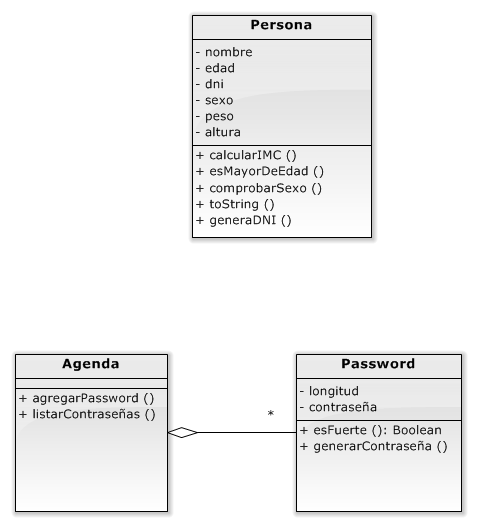 Persona
- nombre
- edad
- dni
- sexo
- peso
- altura
+ calcularIMC ()
+ esMayorDeEdad ()
+ comprobarSexo ()
+ toString ()
+ generaDNI ()
Agenda
+ agregarPassword ()
+ listarContraseñas ()
*
Password
- longitud
- contraseña
+ esFuerte (): Boolean
+ generarContraseña ()